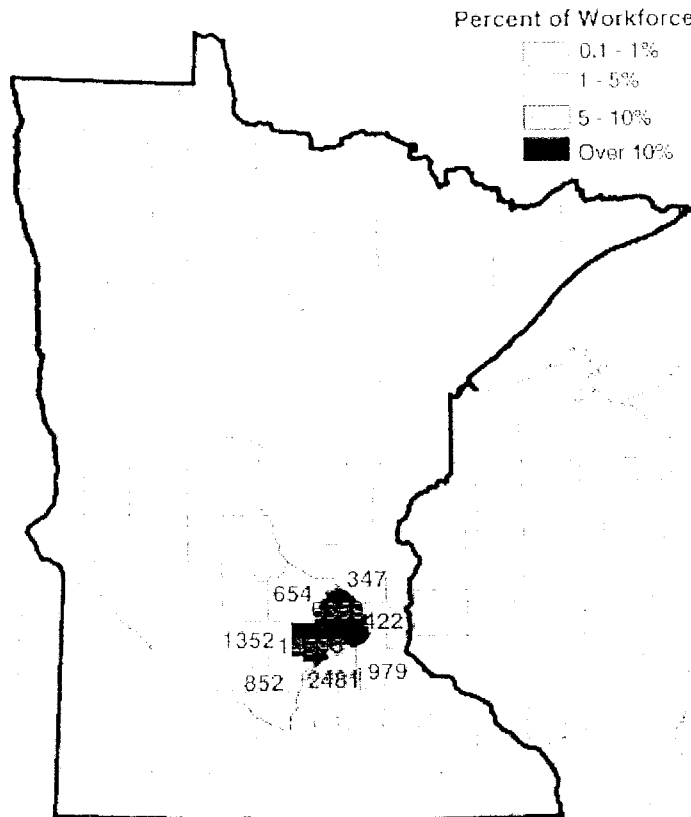 Percent of Workforce
0.1 - 1%
1 - 5%
5 - 10%
Over 10%
347
654
422
1352
979
852
2481